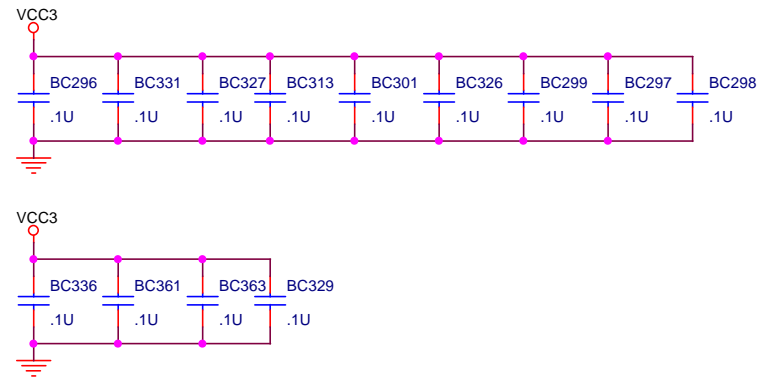 VCC3
BC296 BC331 BC327 BC313 BC301 BC326 BC299 BC297 BC298
.1U .1U .1U .1U .1U .1U .1U .1U .1U
VCC3
BC336 BC361 BC363 BC329
.1U .1U .1U .1U